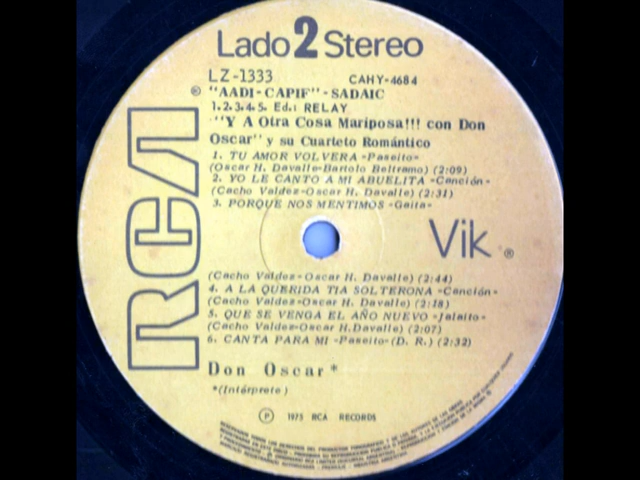 Lado 2 Stereo
LZ-1333 CAHY-4684
"AADI-CAPIF"-SADAIC
1.2.3.4.5. Ed.: RELAY
"Y A Otra Cosa Mariposa!!! con Don
Oscar" y su Cuarteto Romántico
1. TU AMOR VOLVERA -Paseito-
(Oscar H. Davalle-Bartolo Beltramo) (2:09)
2. YO LE CANTO A MI ABUELITA -Canción-
(Cacho Valdez-Oscar H. Davalle) (2:31)
3. PORQUE NOS MENTIMOS -Gaita-
RCA
Vik ®
(Cacho Valdez-Oscar H. Davalle) (2:44)
4. A LA QUERIDA TIA SOLTERONA -Canción-
(Cacho Valdez-Oscar H. Davalle) (2:18)
5. QUE SE VENGA EL AÑO NUEVO -Jalaito-
(Cacho Valdez-Oscar H.Davalle) (2:07)
6. CANTA PARA MI -Paseito-(D. R.) (2:32)
Don Oscar*
*(Intérprete)
℗ 1975 RCA RECORDS